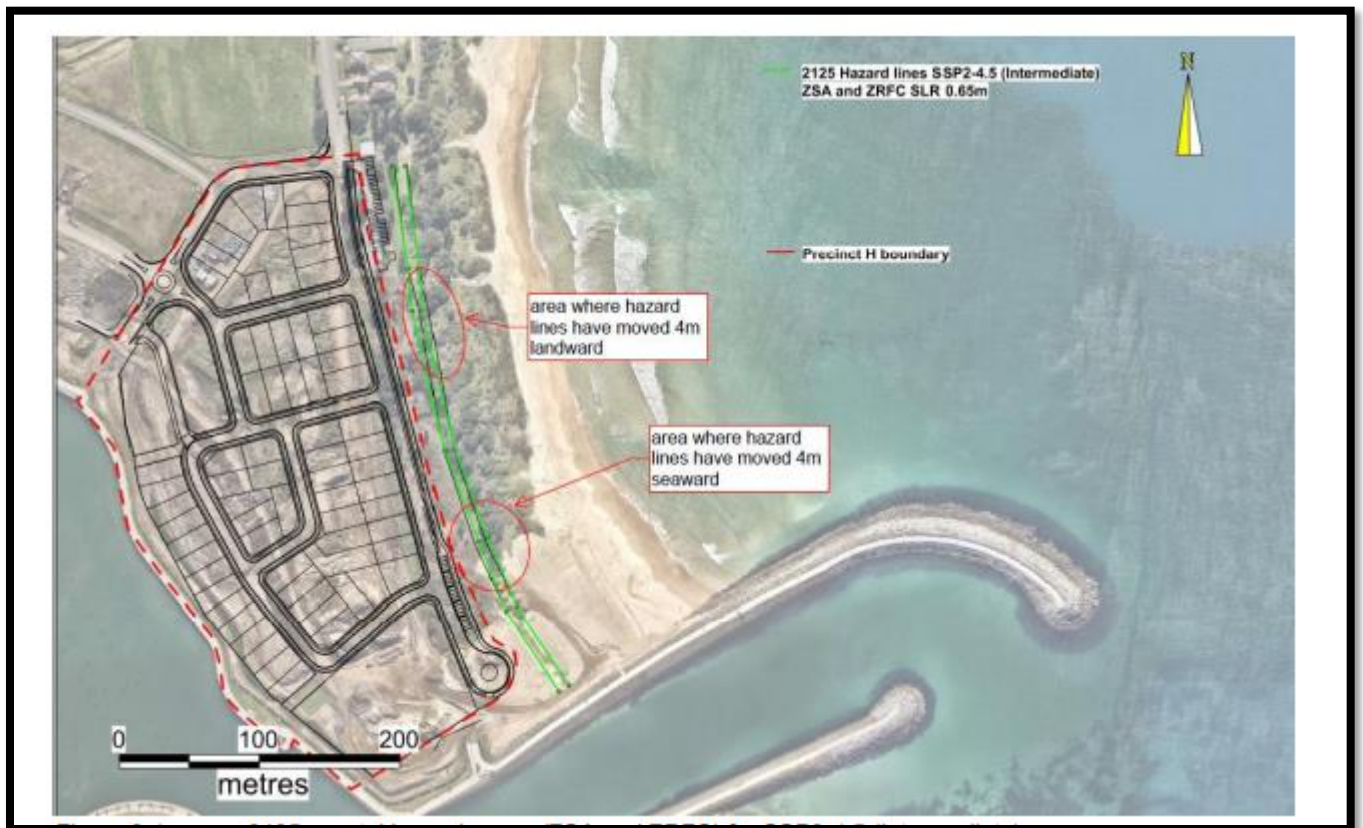 2125 Hazard lines SSP2-4.5 (Intermediate)
ZSA and ZRFC SLR 0.65m
N
Precinct H boundary
area where hazard
lines have moved 4m
landward
area where hazard
lines have moved 4m
seaward
0 100 200
metres